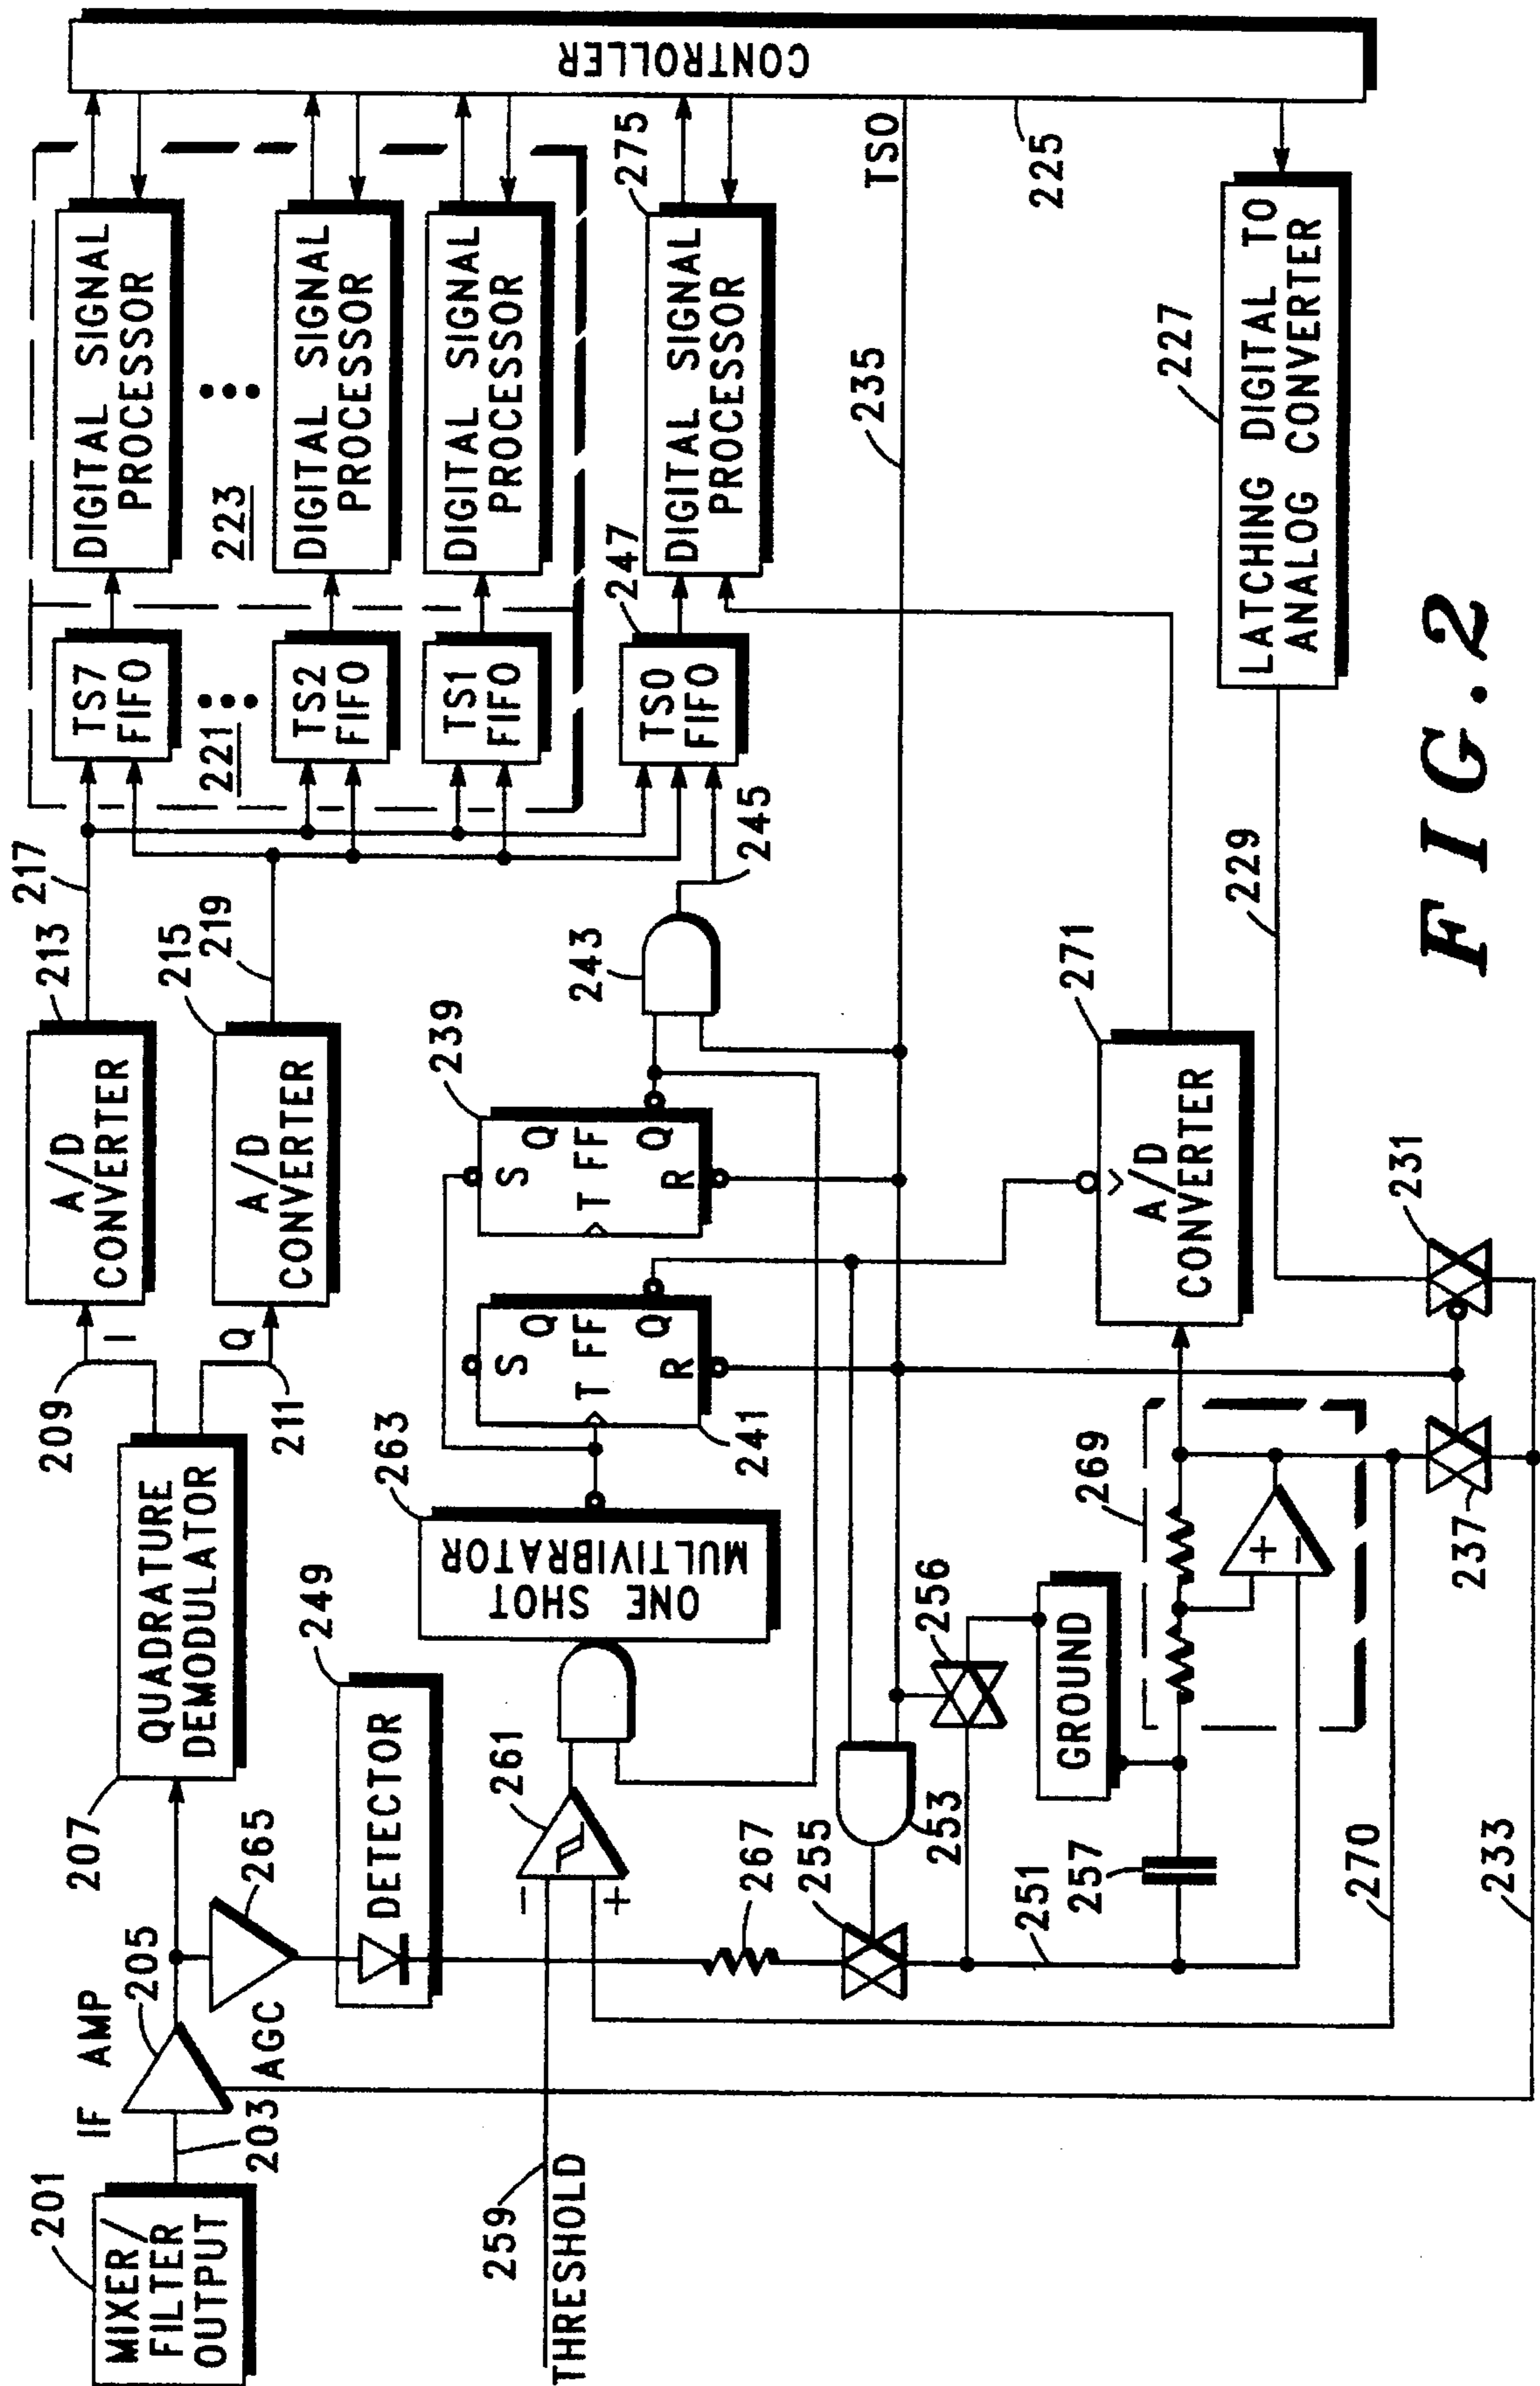 201
MIXER/
FILTER
OUTPUT
203
IF AMP
205
AGC
207
QUADRATURE
DEMODULATOR
265
249
DETECTOR
209
I
Q
211
213
A/D
CONVERTER
215
A/D
CONVERTER
217
219
221
TS7
FIFO
TS2
FIFO
TS1
FIFO
247
TSO
FIFO
223
DIGITAL SIGNAL
PROCESSOR
DIGITAL SIGNAL
PROCESSOR
DIGITAL SIGNAL
PROCESSOR
275
DIGITAL SIGNAL
PROCESSOR
CONTROLLER
259
THRESHOLD
261
−
+
263
ONE SHOT
MULTIVIBRATOR
241
S
Q
T FF
Q
R
239
S
Q
T FF
Q
R
243
245
235
TSO
225
267
255
253
256
GROUND
251
257
269
+
−
270
233
271
A/D
CONVERTER
237
231
229
227
LATCHING DIGITAL TO
ANALOG CONVERTER
FIG.2